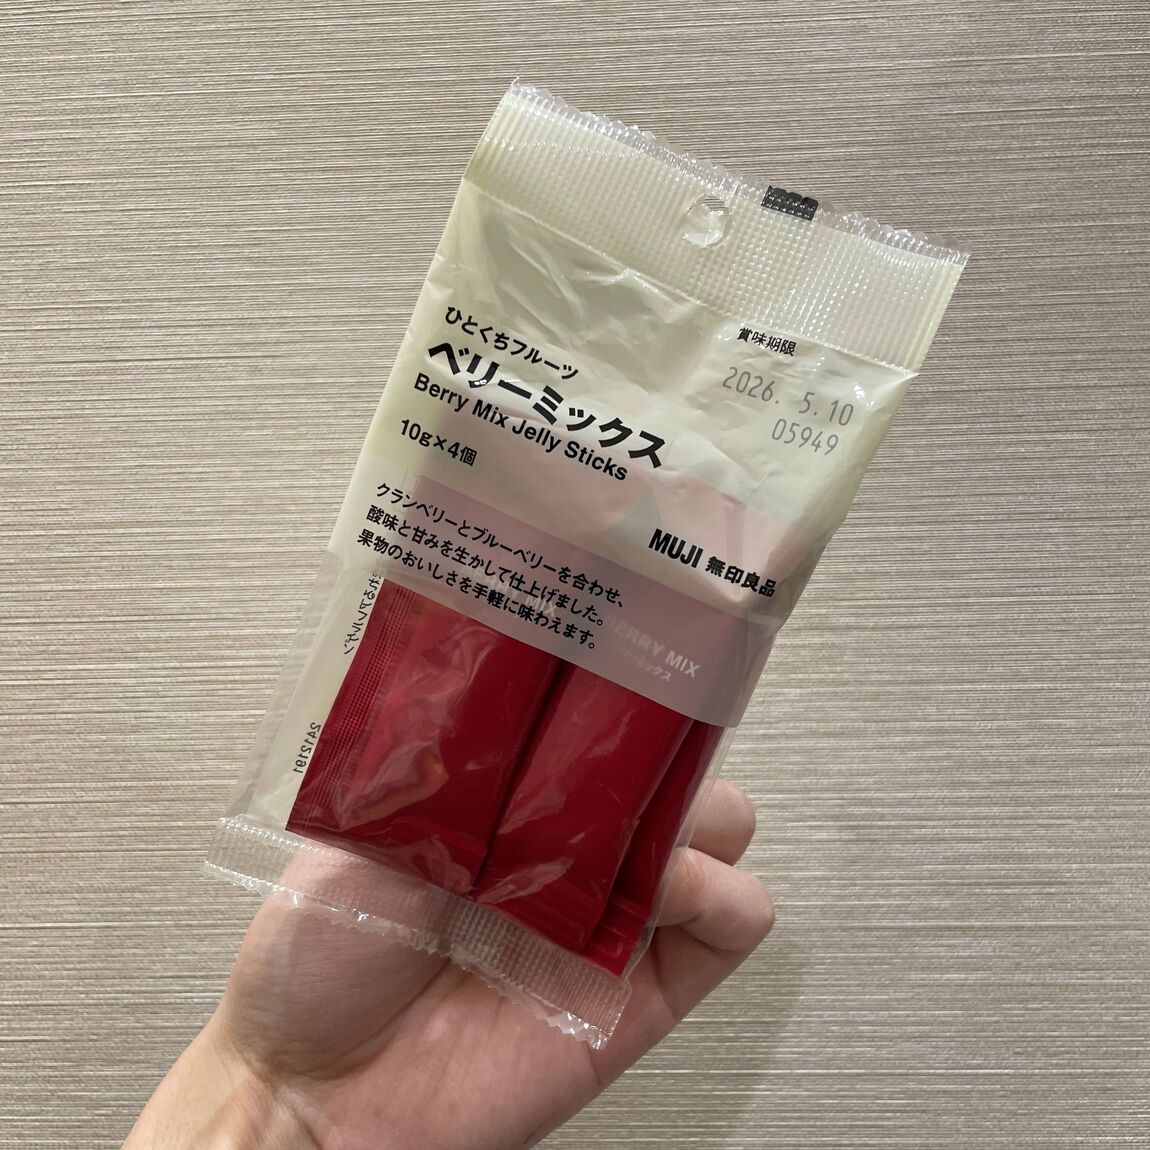 賞味期限
2026. 5.10
05949
ひとくちフルーツ
ベリーミックス
Berry Mix Jelly Sticks
10g×4個
クランベリーとブルーベリーを合わせ、
酸味と甘みを生かして仕上げました。
果物のおいしさを手軽に味わえます。
MUJI 無印良品
MIX
BERRY MIX
ベリーミックス
2412191